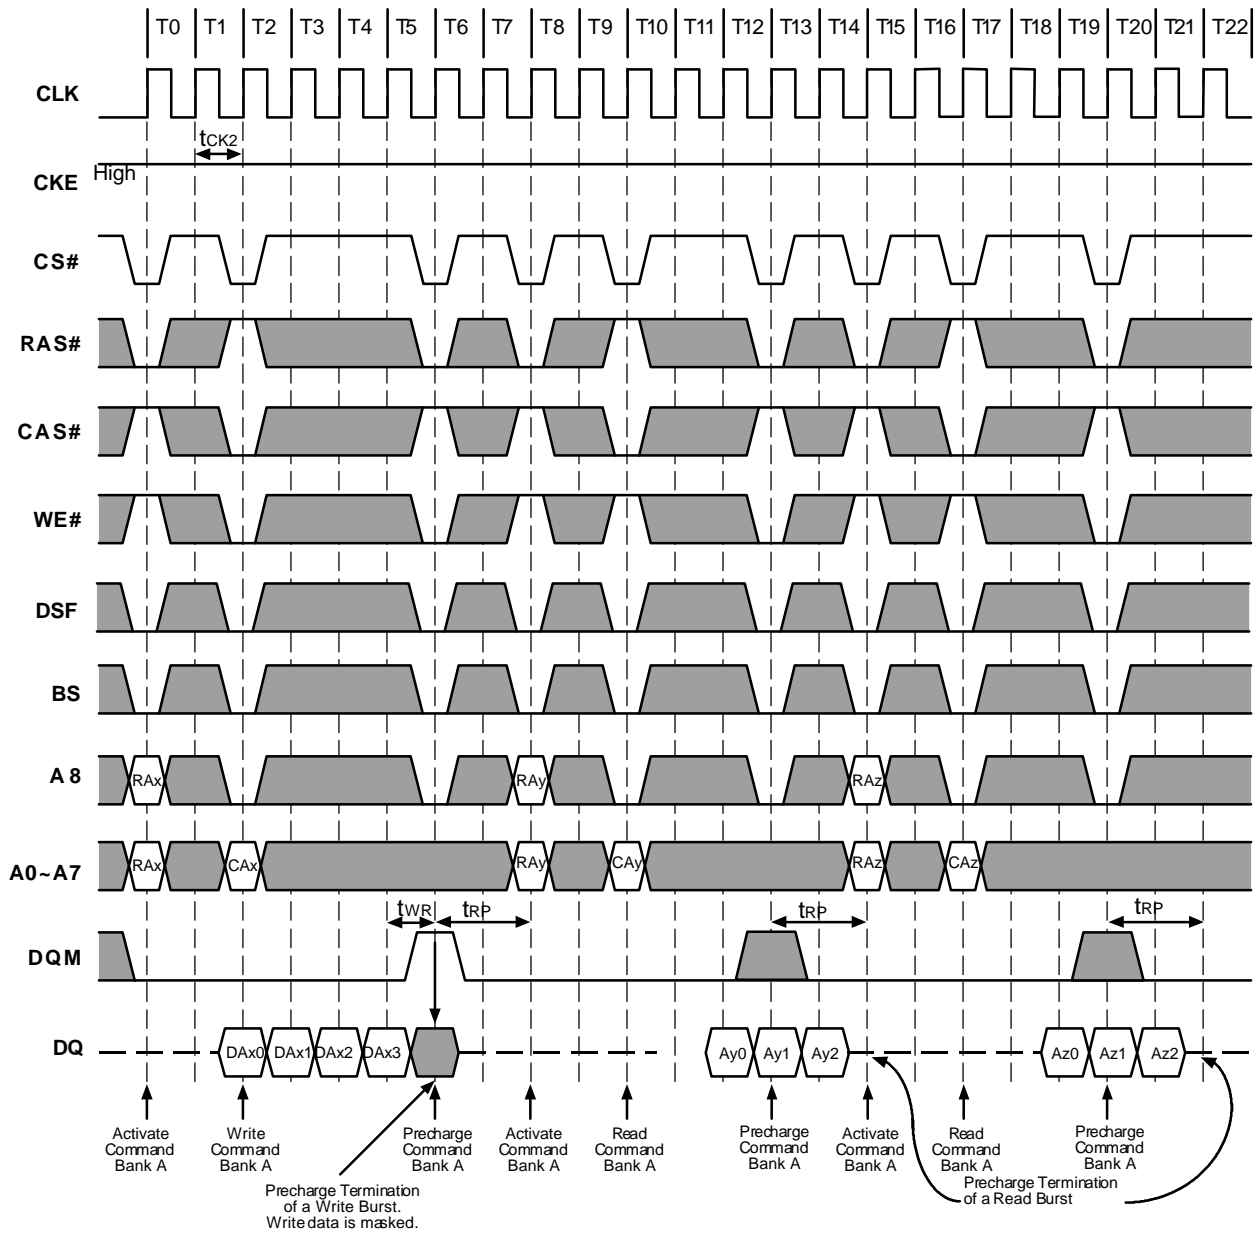 T0 T1 T2 T3 T4 T5 T6 T7 T8 T9 T10 T11 T12 T13 T14 T15 T16 T17 T18 T19 T20 T21 T22
CLK
tCK2
High
CKE
CS#
RAS#
CAS#
WE#
DSF
BS
A8 RAx RAy RAz
A0~A7 RAx CAx RAy CAy RAz CAz
tWR tRP tRP tRP
DQM
DQ DAx0 DAx1 DAx2 DAx3 Ay0 Ay1 Ay2 Az0 Az1 Az2
Activate Write Precharge Activate Read Precharge Activate Read Precharge
Command Command Command Command Command Command Command Command Command
Bank A Bank A Bank A Bank A Bank A Bank A Bank A Bank A Bank A
Precharge Termination
of a Write Burst.
Write data is masked.
Precharge Termination
of a Read Burst